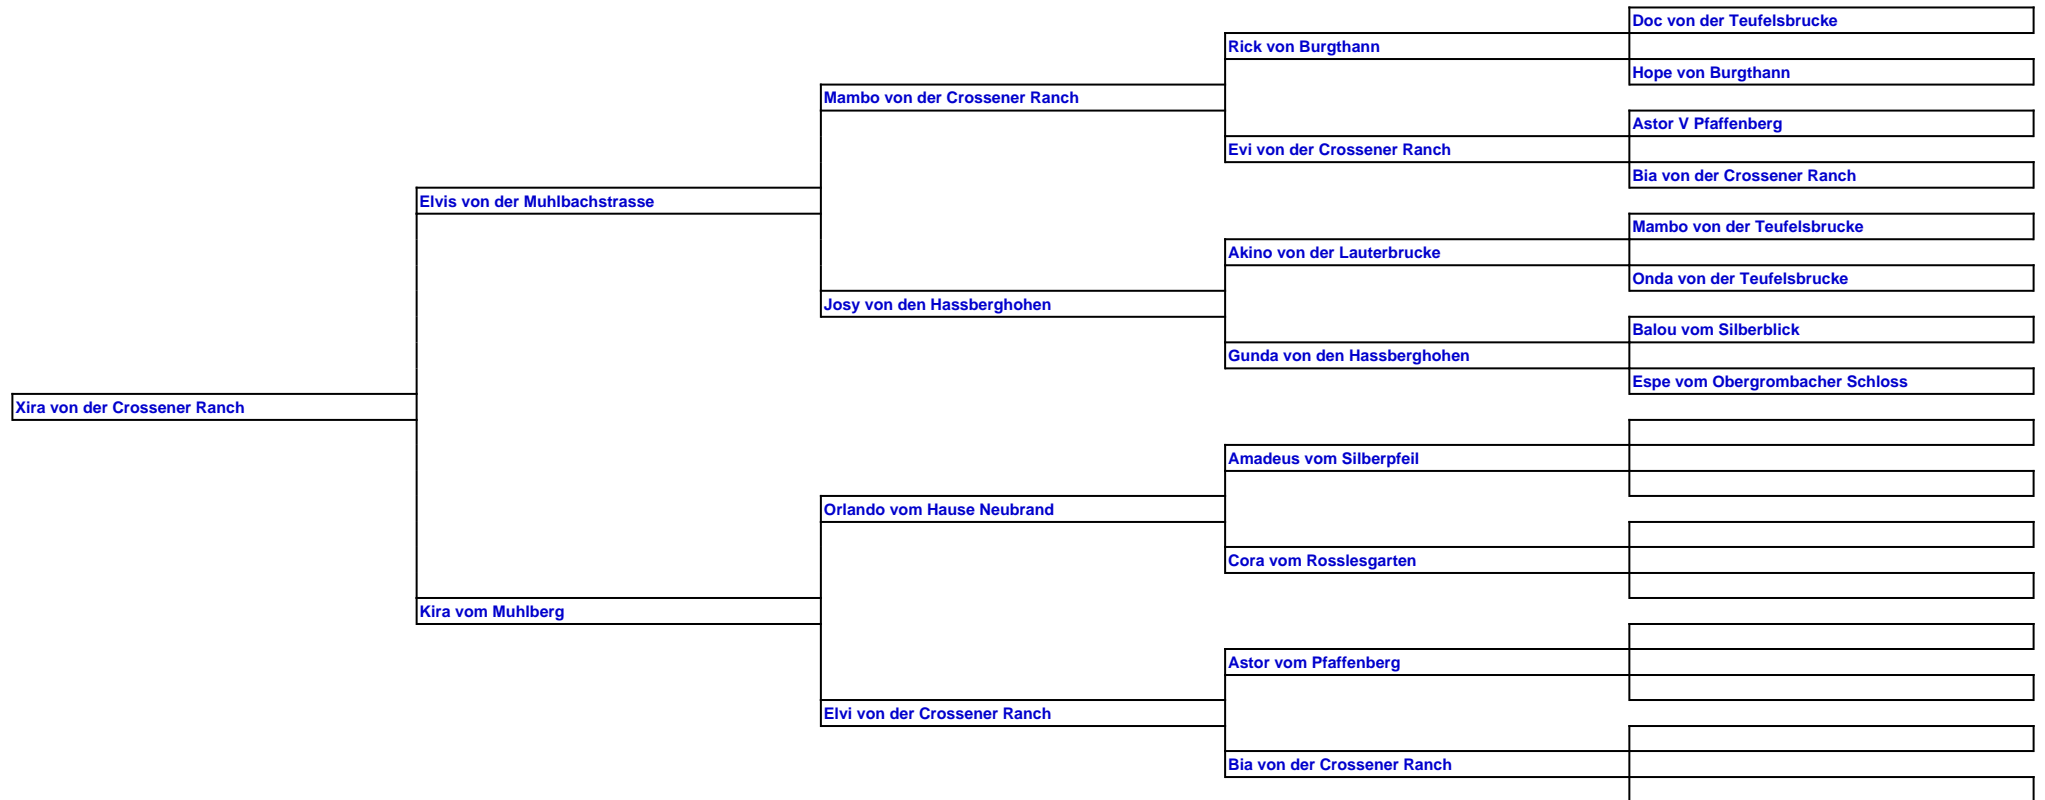 Doc von der Teufelsbrucke
Rick von Burgthann
Hope von Burgthann
Mambo von der Crossener Ranch
Astor V Pfaffenberg
Evi von der Crossener Ranch
Bia von der Crossener Ranch
Elvis von der Muhlbachstrasse
Mambo von der Teufelsbrucke
Akino von der Lauterbrucke
Onda von der Teufelsbrucke
Josy von den Hassberghohen
Balou vom Silberblick
Gunda von den Hassberghohen
Espe vom Obergrombacher Schloss
Xira von der Crossener Ranch
Amadeus vom Silberpfeil
Orlando vom Hause Neubrand
Cora vom Rosslesgarten
Kira vom Muhlberg
Astor vom Pfaffenberg
Elvi von der Crossener Ranch
Bia von der Crossener Ranch